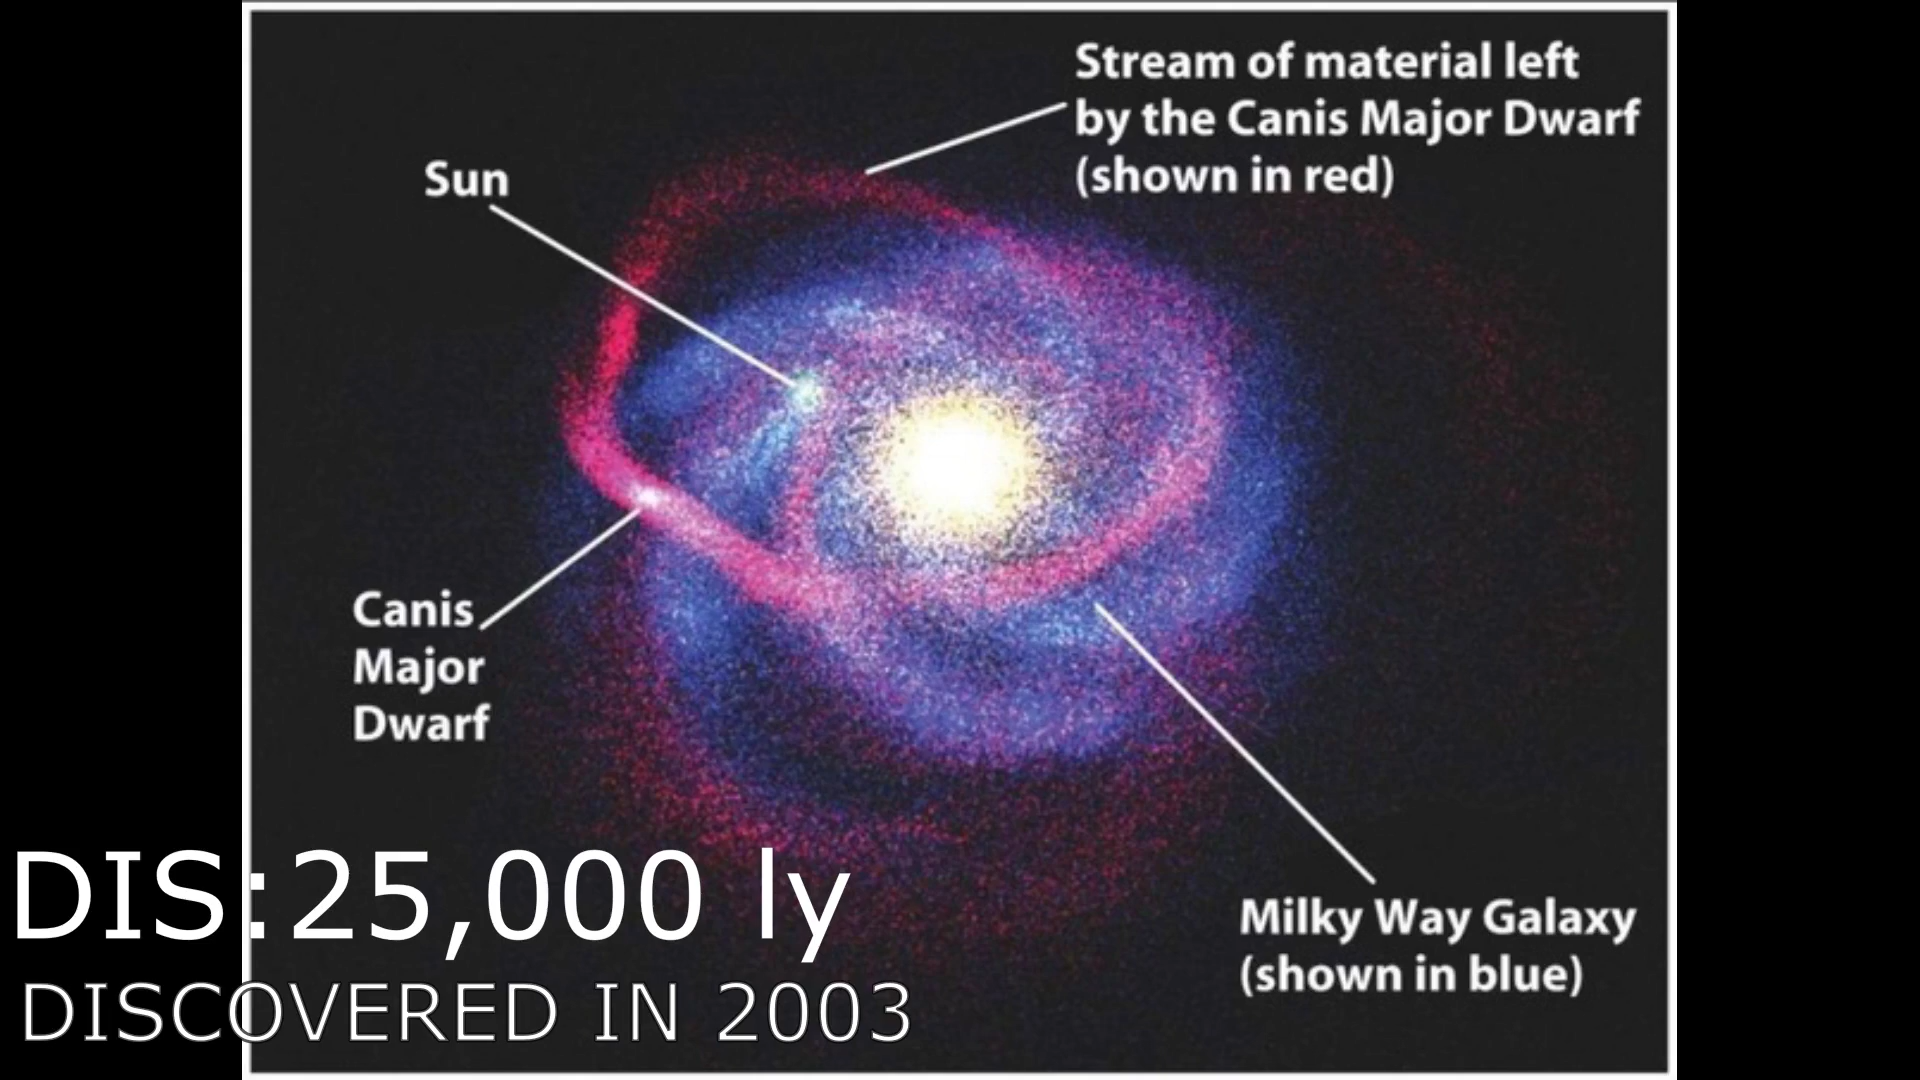 Stream of material left
by the Canis Major Dwarf
(shown in red)
Sun
Canis
Major
Dwarf
DIS:25,000 ly
DISCOVERED IN 2003
Milky Way Galaxy
(shown in blue)